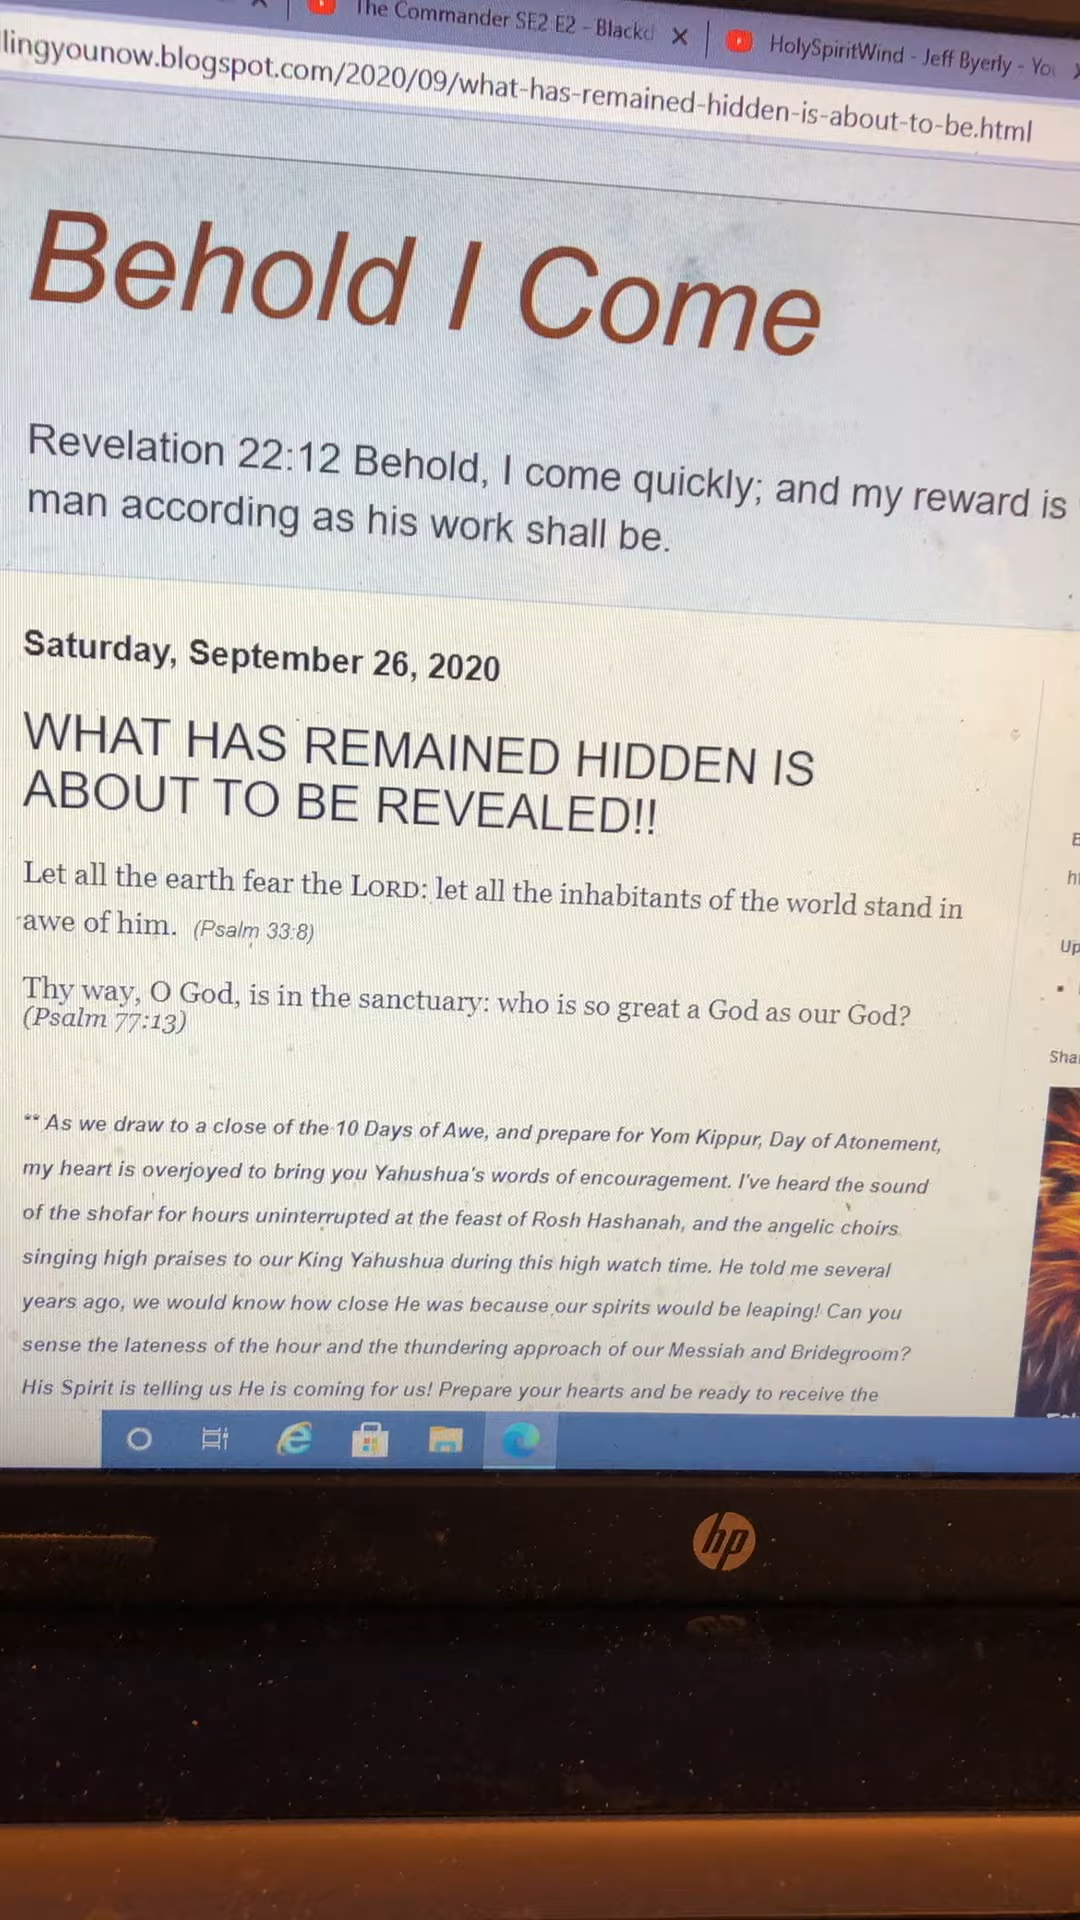 The Commander SE2 E2 - Blackd
HolySpiritWind - Jeff Byerly - You
lingyounow.blogspot.com/2020/09/what-has-remained-hidden-is-about-to-be.html
Behold I Come
Revelation 22:12 Behold, I come quickly; and my reward is
man according as his work shall be.
Saturday, September 26, 2020
WHAT HAS REMAINED HIDDEN IS
ABOUT TO BE REVEALED!!
Let all the earth fear the LORD: let all the inhabitants of the world stand in
awe of him. (Psalm 33:8)
Thy way, O God, is in the sanctuary: who is so great a God as our God?
(Psalm 77:13)
** As we draw to a close of the 10 Days of Awe, and prepare for Yom Kippur, Day of Atonement,
my heart is overjoyed to bring you Yahushua's words of encouragement. I've heard the sound
of the shofar for hours uninterrupted at the feast of Rosh Hashanah, and the angelic choirs
singing high praises to our King Yahushua during this high watch time. He told me several
years ago, we would know how close He was because our spirits would be leaping! Can you
sense the lateness of the hour and the thundering approach of our Messiah and Bridegroom?
His Spirit is telling us He is coming for us! Prepare your hearts and be ready to receive the
Up
Sha
hp